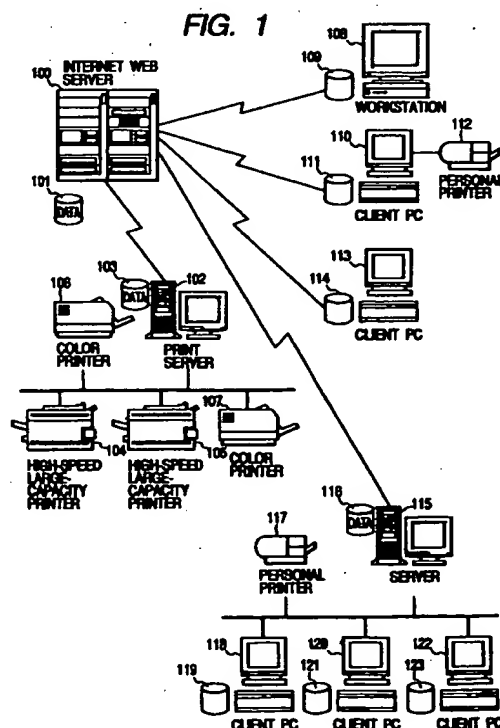 FIG. 1
100
INTERNET WEB
SERVER
101
DATA
108
109
WORKSTATION
110
111
CLIENT PC
112
PERSONAL
PRINTER
113
114
CLIENT PC
103
DATA
102
PRINT
SERVER
106
COLOR
PRINTER
104
HIGH-SPEED
LARGE-
CAPACITY
PRINTER
105
HIGH-SPEED
LARGE-
CAPACITY
PRINTER
107
COLOR
PRINTER
116
DATA
115
SERVER
117
PERSONAL
PRINTER
118
119
CLIENT PC
120
121
CLIENT PC
122
123
CLIENT PC